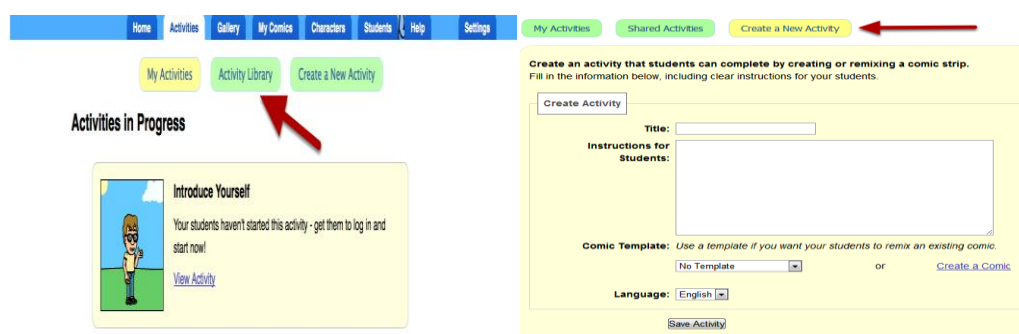 Home Activities Gallery My Comics Characters Students Help Settings
My Activities Activity Library Create a New Activity
Activities in Progress
Introduce Yourself
Your students haven't started this activity - get them to log in and
start now!
View Activity
My Activities Shared Activities Create a New Activity
Create an activity that students can complete by creating or remixing a comic strip.
Fill in the information below, including clear instructions for your students.
Create Activity
Title:
Instructions for
Students:
Comic Template: Use a template if you want your students to remix an existing comic.
No Template or Create a Comic
Language: English
Save Activity